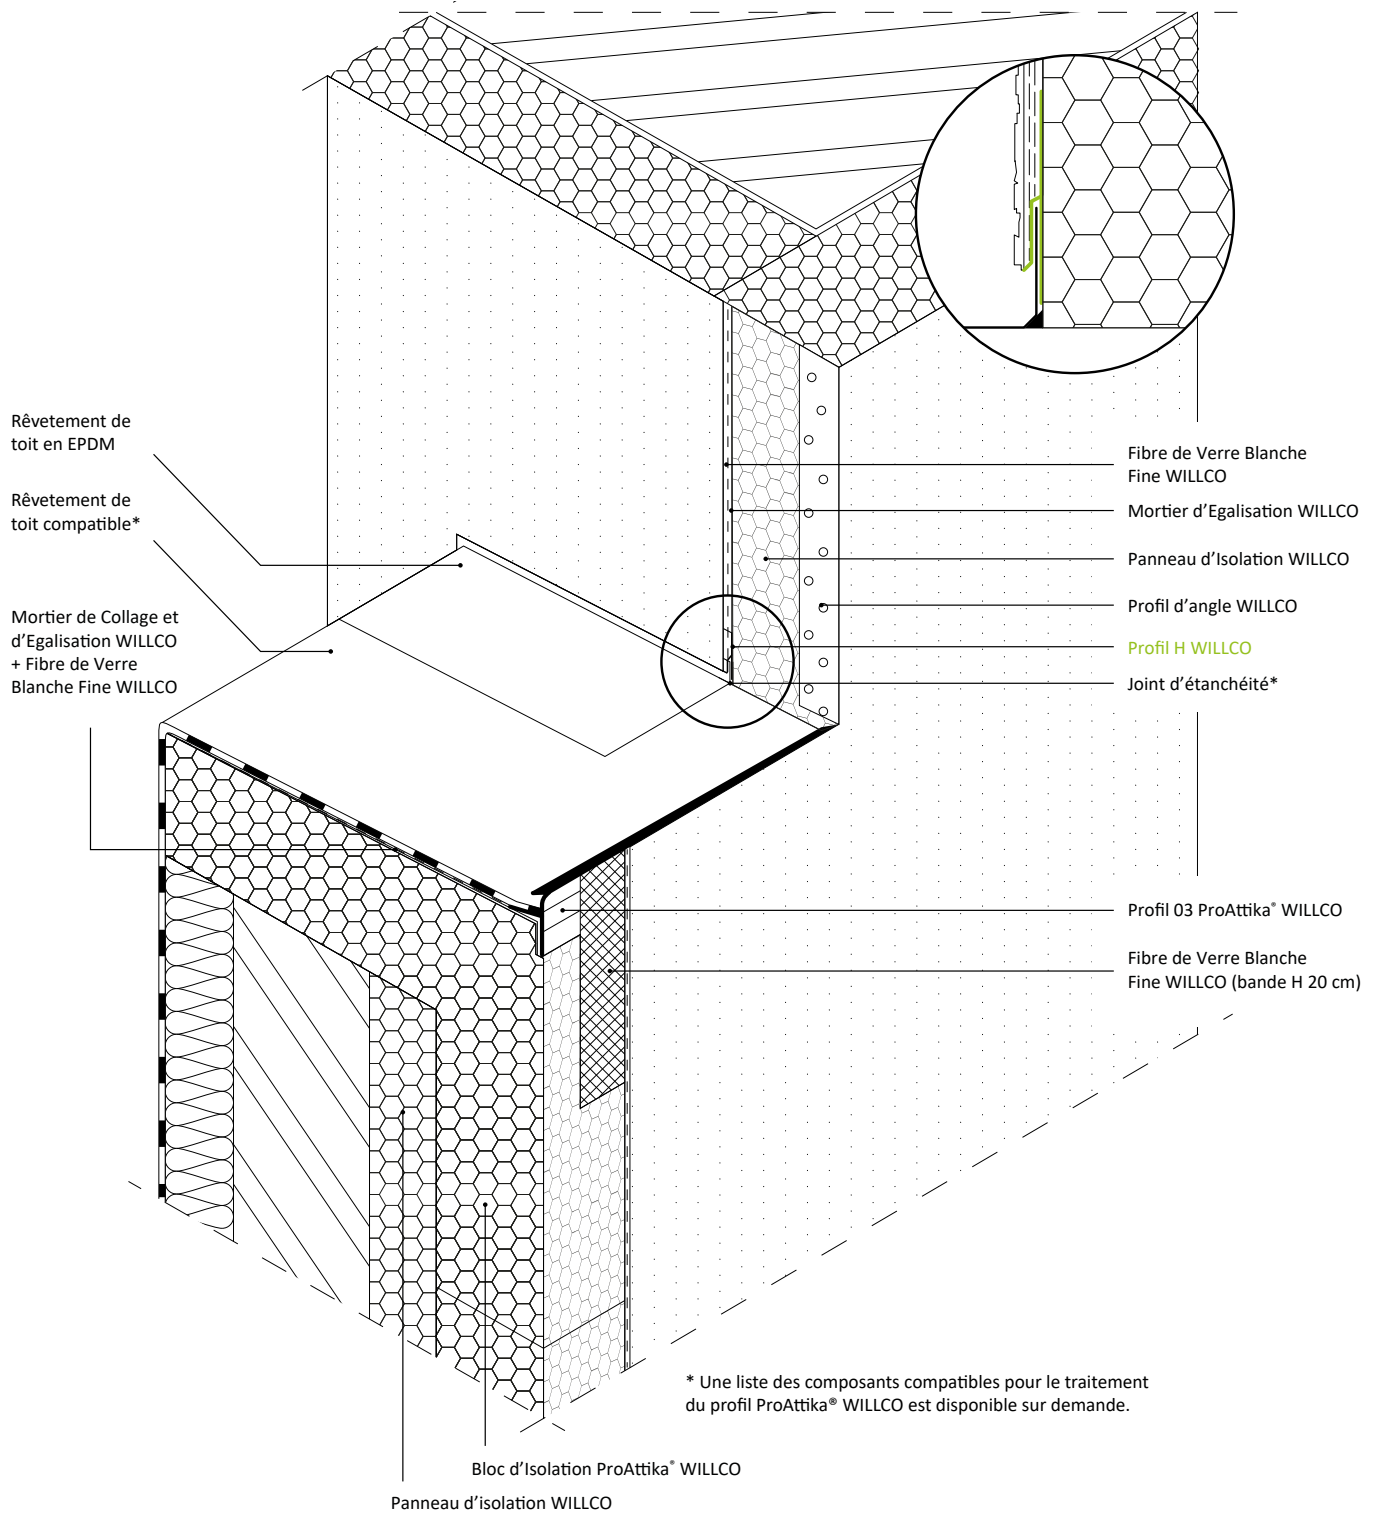 Rêvetement de
toit en EPDM
Rêvetement de
toit compatible*
Mortier de Collage et
d’Egalisation WILLCO
+ Fibre de Verre
Blanche Fine WILLCO
Fibre de Verre Blanche
Fine WILLCO
Mortier d’Egalisation WILLCO
Panneau d’Isolation WILLCO
Profil d’angle WILLCO
Profil H WILLCO
Joint d’étanchéité*
Profil 03 ProAttika® WILLCO
Fibre de Verre Blanche
Fine WILLCO (bande H 20 cm)
* Une liste des composants compatibles pour le traitement
du profil ProAttika® WILLCO est disponible sur demande.
Bloc d’Isolation ProAttika® WILLCO
Panneau d’isolation WILLCO